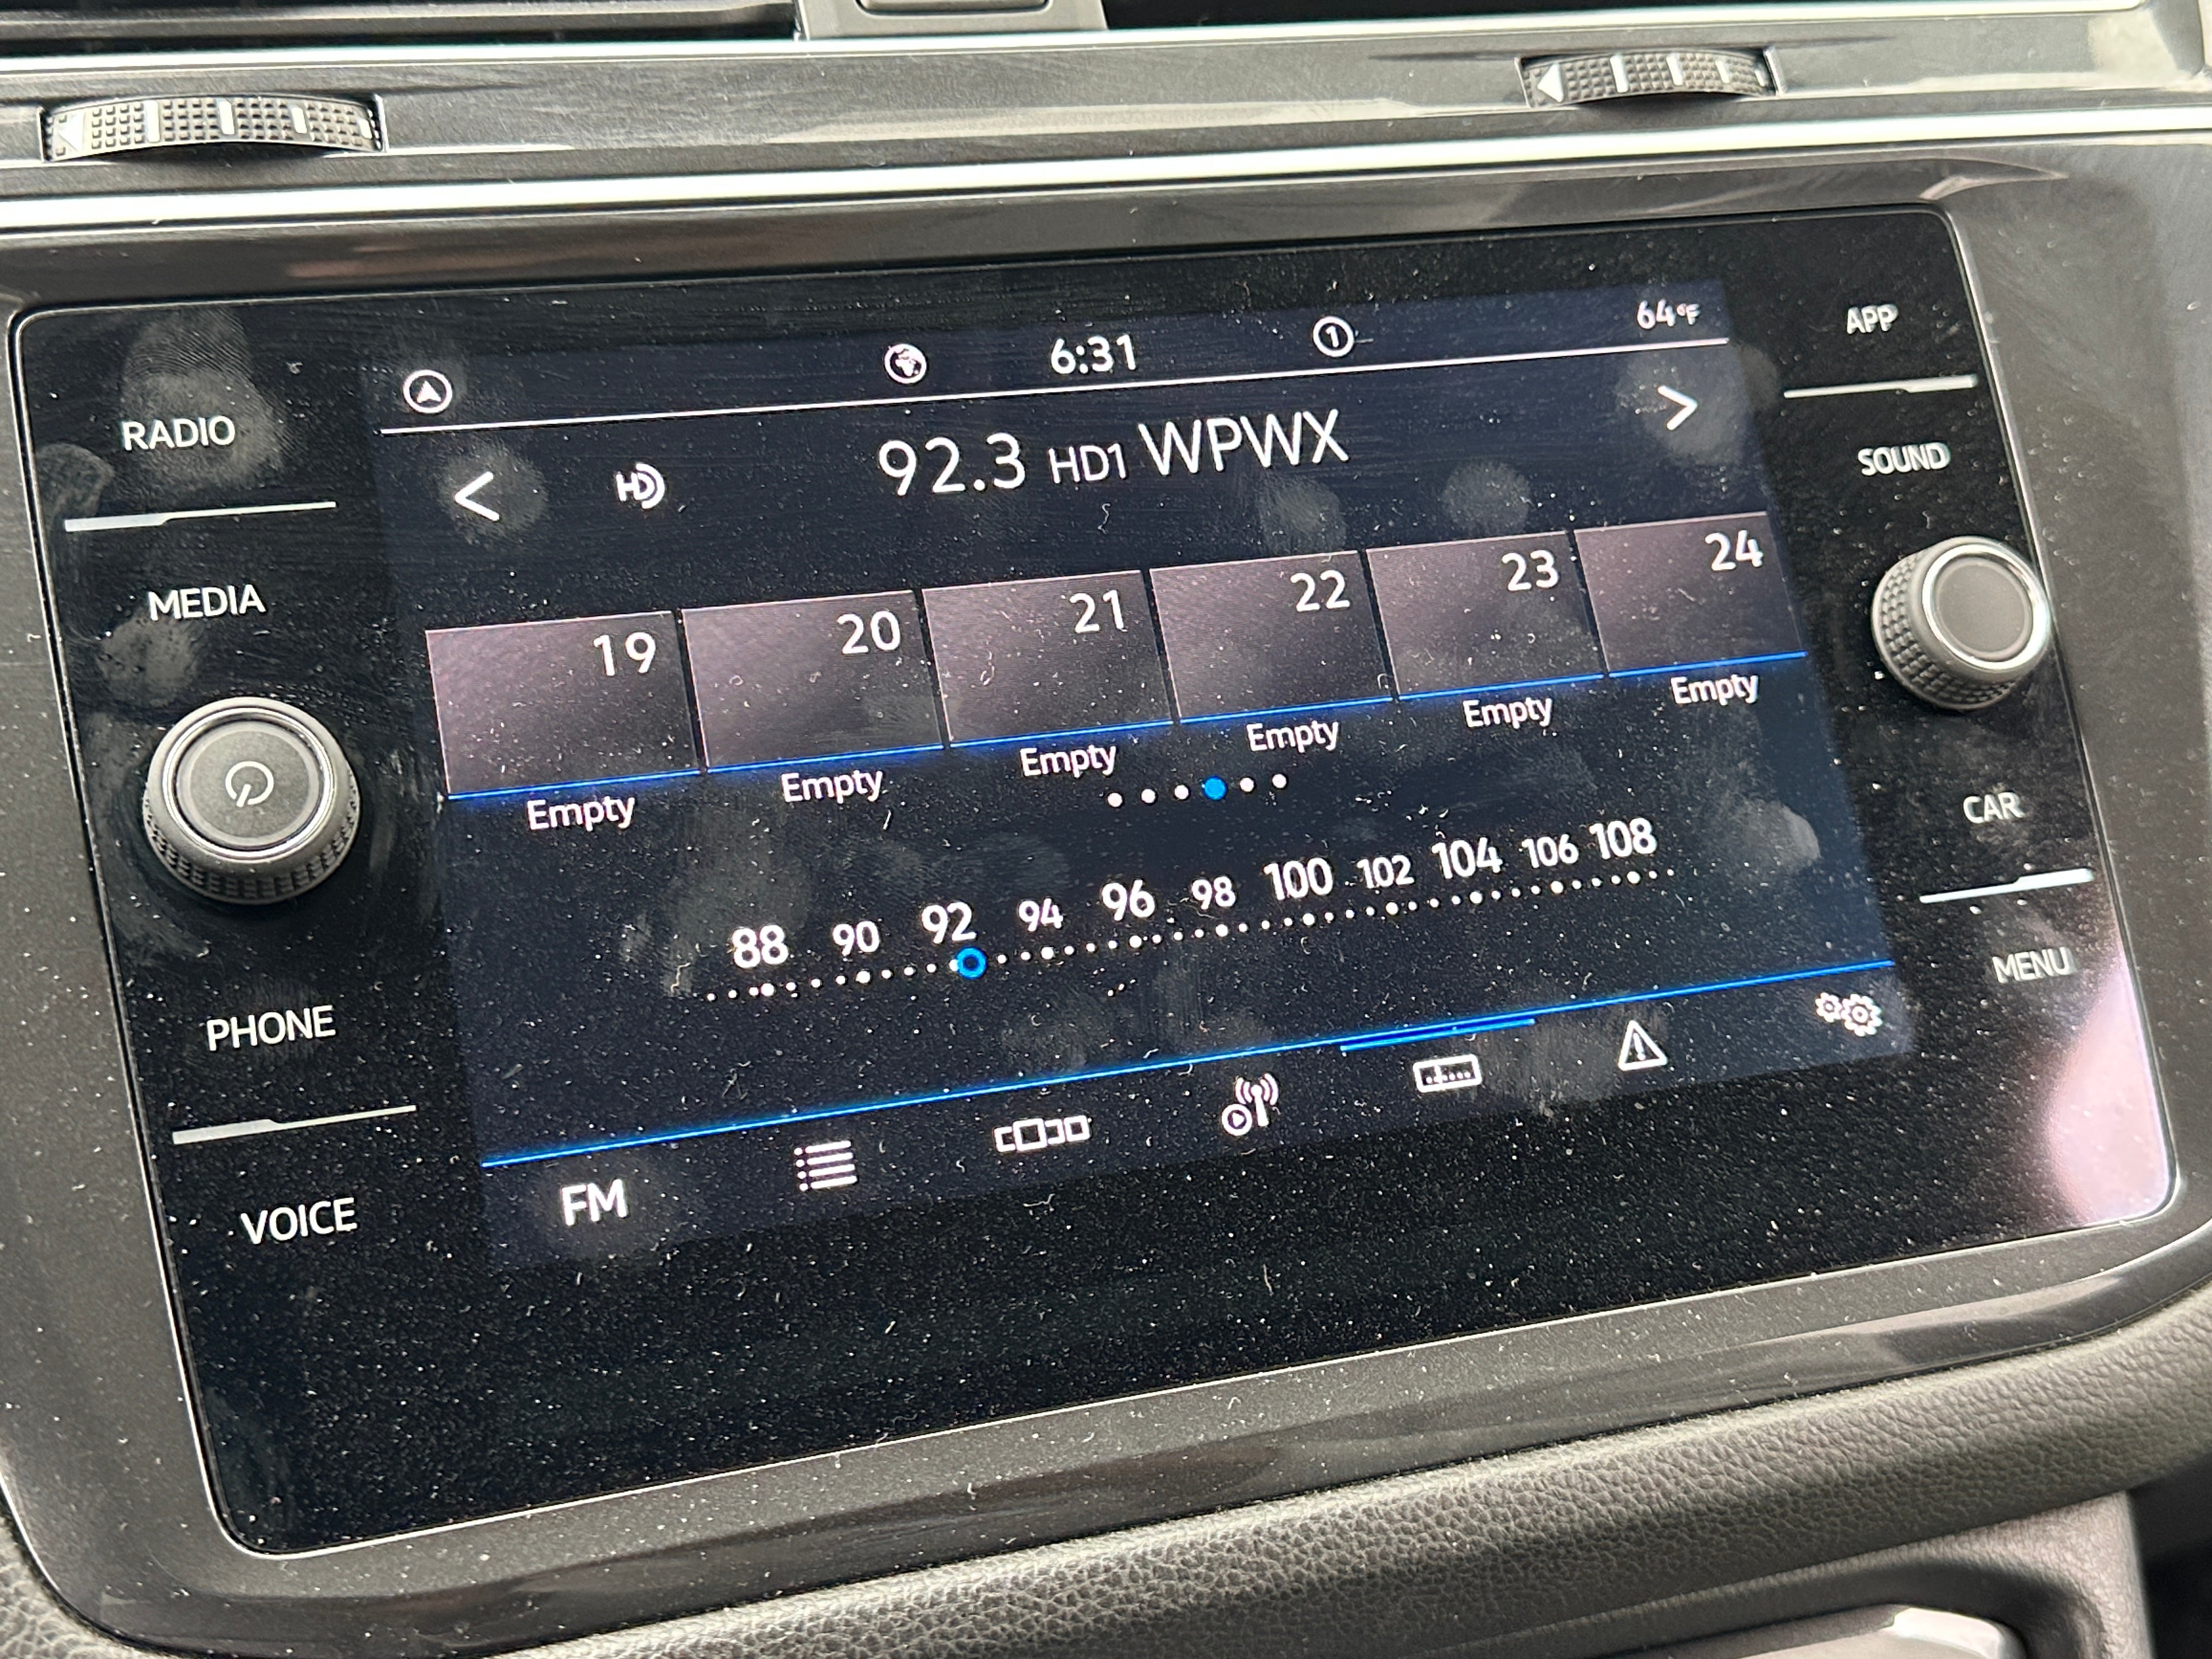 6:31 1 64°F
92.3 HD1 WPWX
HD
19 20 21 22 23 24
Empty Empty Empty Empty Empty Empty
88 90 92 94 96 98 100 102 104 106 108
FM
RADIO
MEDIA
PHONE
VOICE
APP
SOUND
CAR
MENU